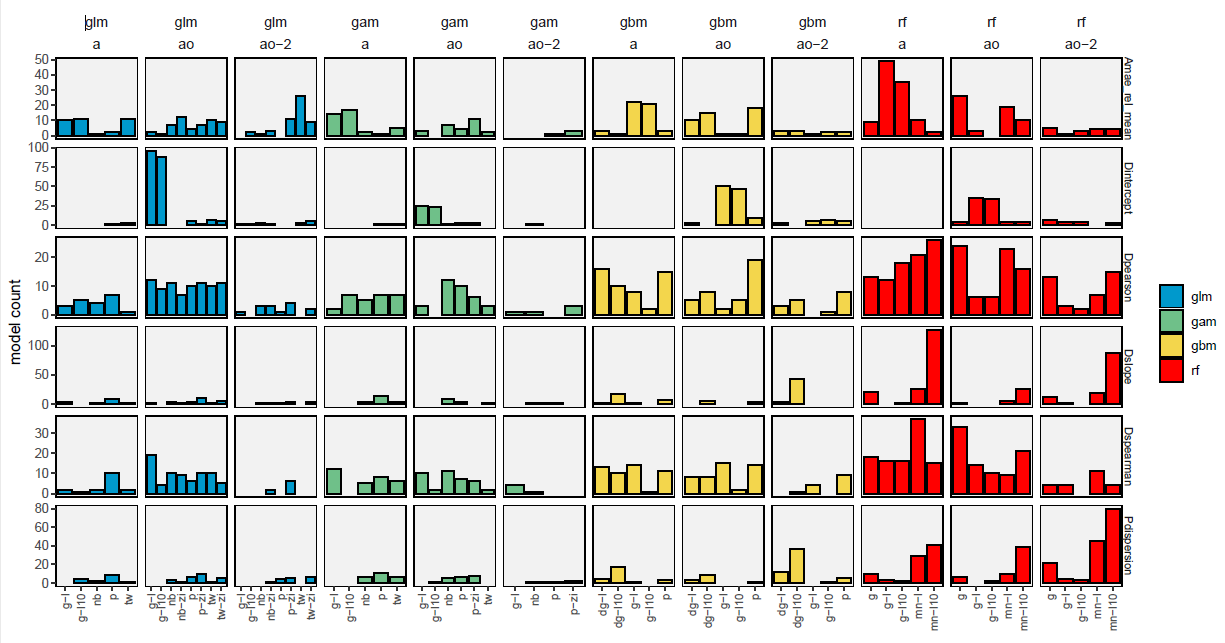 glm glm glm gam gam gam gbm gbm gbm rf rf rf
a ao ao-2 a ao ao-2 a ao ao-2 a ao ao-2
50
40
30
20
10
0
Amae_rel_mean
100
75
50
25
0
Dintercept
20
10
0
Dpearson
model count
100
50
0
Dslope
30
20
10
0
Dspearman
80
60
40
20
0
Pdispersion
g-l g-l10 nb p tw
g-l g-l10 nb nb-zi p p-zi tw tw-zi
g-l g-l10 nb nb-zi p p-zi tw tw-zi
g-l g-l10 nb p tw
g-l g-l10 nb p p-zi tw
g-l nb p p-zi
dg-l dg-l10 g-l g-l10 p
dg-l dg-l10 g-l g-l10 p
dg-l dg-l10 g-l g-l10 p
g g-l g-l10 mn-l mn-l10
g g-l g-l10 mn-l mn-l10
g g-l g-l10 mn-l mn-l10
glm
gam
gbm
rf